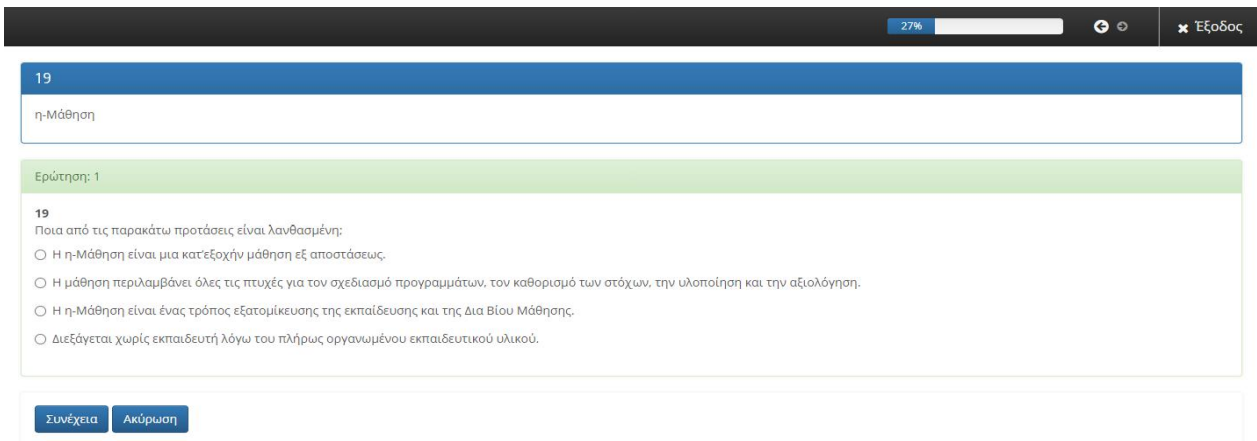 27%
Έξοδος
19
η-Μάθηση
Ερώτηση: 1
19
Ποια από τις παρακάτω προτάσεις είναι λανθασμένη;
Η η-Μάθηση είναι μια κατ'εξοχήν μάθηση εξ αποστάσεως.
Η μάθηση περιλαμβάνει όλες τις πτυχές για τον σχεδιασμό προγραμμάτων, τον καθορισμό των στόχων, την υλοποίηση και την αξιολόγηση.
Η η-Μάθηση είναι ένας τρόπος εξατομίκευσης της εκπαίδευσης και της Δια Βίου Μάθησης.
Διεξάγεται χωρίς εκπαιδευτή λόγω του πλήρως οργανωμένου εκπαιδευτικού υλικού.
Συνέχεια Ακύρωση